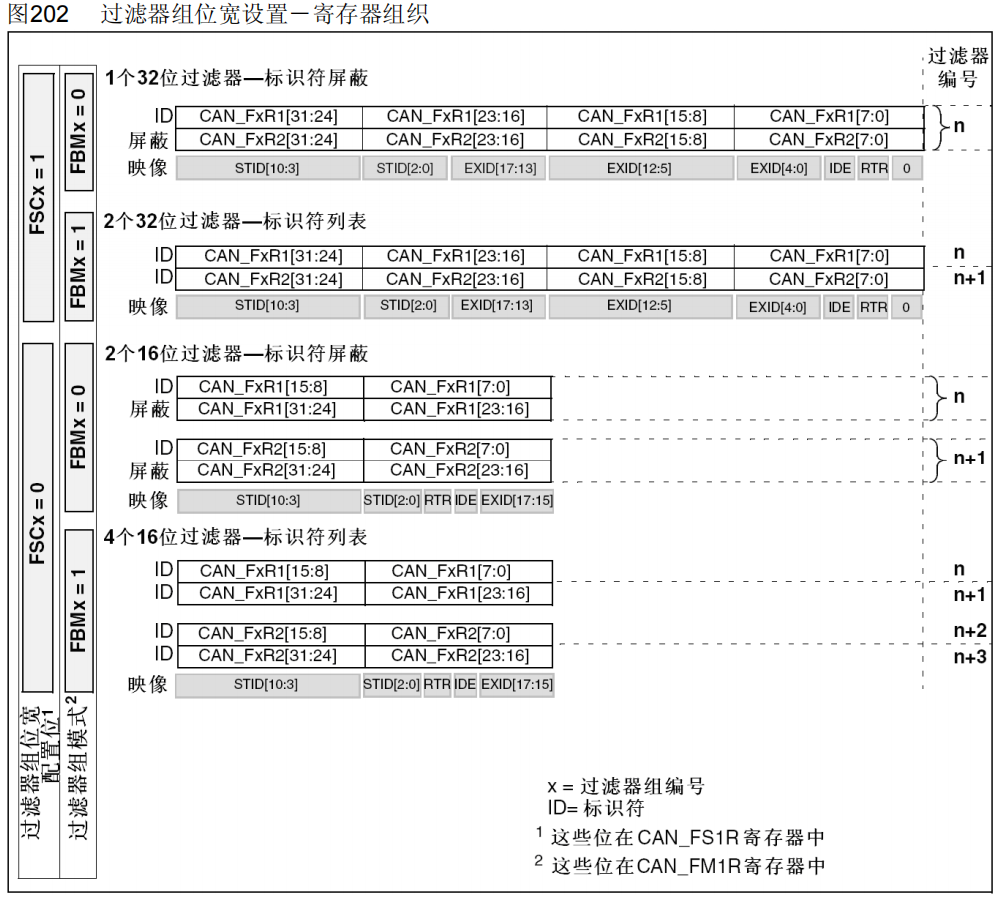 图202 过滤器组位宽设置－寄存器组织
过滤器
编号
FSCx = 1
FBMx = 0
1个32位过滤器—标识符屏蔽
ID CAN_FxR1[31:24] CAN_FxR1[23:16] CAN_FxR1[15:8] CAN_FxR1[7:0]
屏蔽 CAN_FxR2[31:24] CAN_FxR2[23:16] CAN_FxR2[15:8] CAN_FxR2[7:0]
n
映像 STID[10:3] STID[2:0] EXID[17:13] EXID[12:5] EXID[4:0] IDE RTR 0
FBMx = 1
2个32位过滤器—标识符列表
ID CAN_FxR1[31:24] CAN_FxR1[23:16] CAN_FxR1[15:8] CAN_FxR1[7:0] n
ID CAN_FxR2[31:24] CAN_FxR2[23:16] CAN_FxR2[15:8] CAN_FxR2[7:0] n+1
映像 STID[10:3] STID[2:0] EXID[17:13] EXID[12:5] EXID[4:0] IDE RTR 0
FSCx = 0
FBMx = 0
2个16位过滤器—标识符屏蔽
ID CAN_FxR1[15:8] CAN_FxR1[7:0]
屏蔽 CAN_FxR1[31:24] CAN_FxR1[23:16]
n
ID CAN_FxR2[15:8] CAN_FxR2[7:0]
屏蔽 CAN_FxR2[31:24] CAN_FxR2[23:16]
n+1
映像 STID[10:3] STID[2:0] RTR IDE EXID[17:15]
FBMx = 1
4个16位过滤器—标识符列表
ID CAN_FxR1[15:8] CAN_FxR1[7:0] n
ID CAN_FxR1[31:24] CAN_FxR1[23:16] n+1
ID CAN_FxR2[15:8] CAN_FxR2[7:0] n+2
ID CAN_FxR2[31:24] CAN_FxR2[23:16] n+3
映像 STID[10:3] STID[2:0] RTR IDE EXID[17:15]
过滤器组位宽
配置位1
过滤器组模式2
x = 过滤器组编号
ID= 标识符
1 这些位在CAN_FS1R寄存器中
2 这些位在CAN_FM1R寄存器中